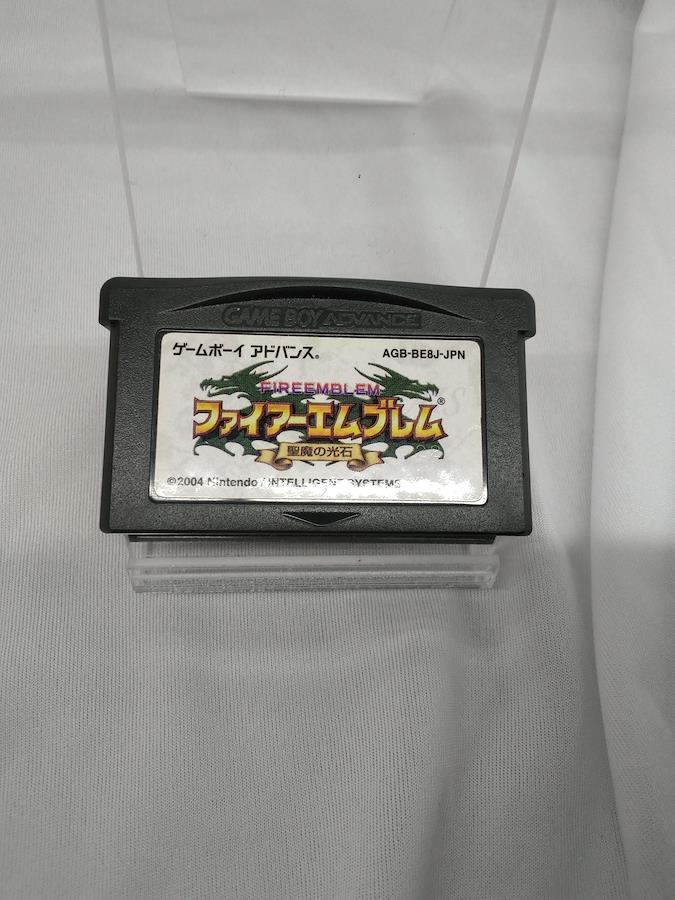 GAME BOY ADVANCE
ゲームボーイ アドバンス® AGB-BE8J-JPN
FIREEMBLEM
ファイアーエムブレム®
聖魔の光石
©2004 Nintendo / INTELLIGENT SYSTEMS